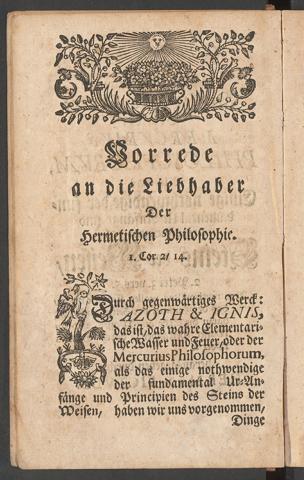 Vorrede
an die Liebhaber
Der
Hermetischen Philosophie.
1. Cor. 2/ 14.
Durch gegenwärtiges Werck:
AZOTH & IGNIS,
das ist, das wahre Elementari-
sche Wasser und Feuer, oder der
Mercurius Philosophorum,
als das einige nothwendige
der fundamental Ur-An-
fänge und Principien des Steins der
Weisen, haben wir uns vorgenommen,
Dinge